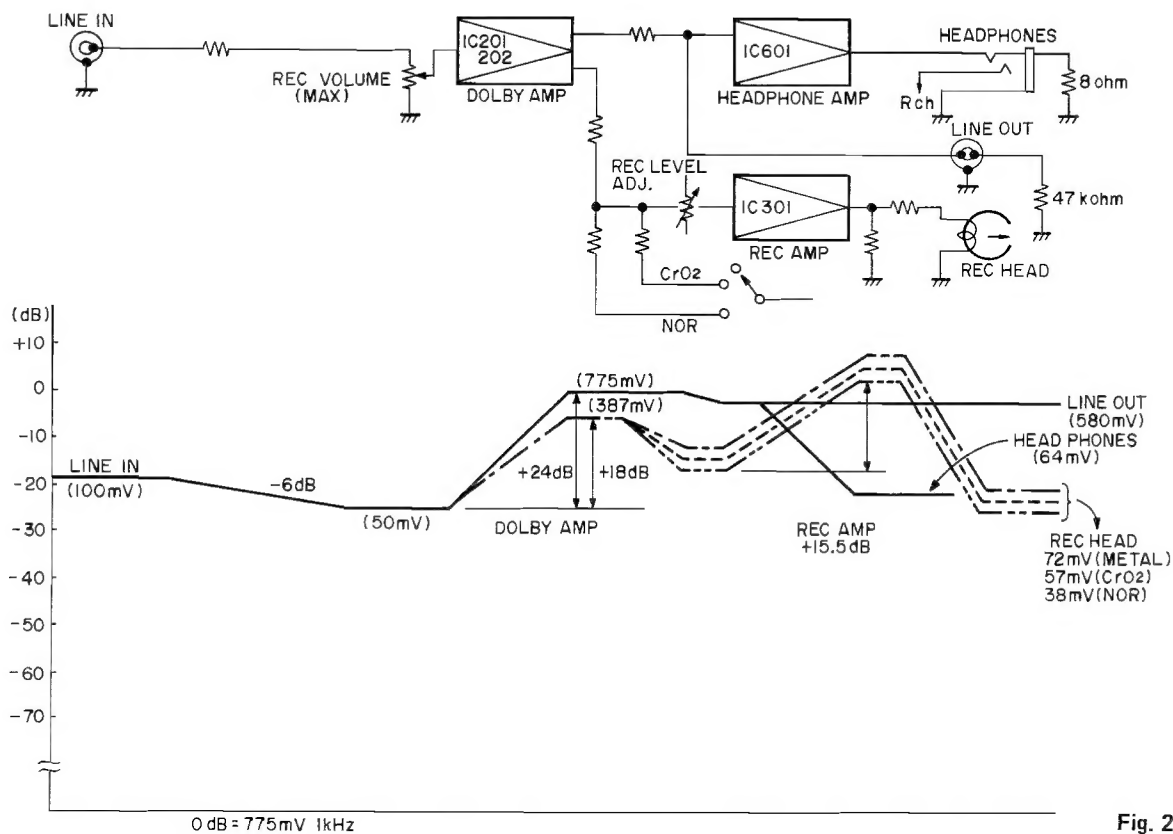 LINE IN
REC VOLUME
(MAX)
IC201
202
DOLBY AMP
IC601
HEADPHONE AMP
HEADPHONES
Rch
8 ohm
LINE OUT
47 k ohm
REC LEVEL
ADJ.
IC301
REC AMP
REC HEAD
CrO2
NOR
(dB)
+10
0
-10
-20
-30
-40
-50
-60
-70
LINE IN
(100mV)
-6dB
(50mV)
(775mV)
(387mV)
+24dB
+18dB
DOLBY AMP
REC AMP
+15.5dB
LINE OUT
(580mV)
HEAD PHONES
(64mV)
REC HEAD
72mV(METAL)
57mV(CrO2)
38mV(NOR)
0 dB = 775mV 1kHz
Fig. 2